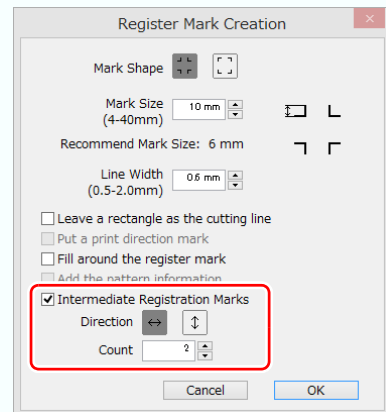 Register Mark Creation
Mark Shape
Mark Size
(4-40mm)
10 mm
Recommend Mark Size: 6 mm
Line Width
(0.5-2.0mm)
0.6 mm
Leave a rectangle as the cutting line
Put a print direction mark
Fill around the register mark
Add the pattern information
Intermediate Registration Marks
Direction
Count
2
Cancel
OK